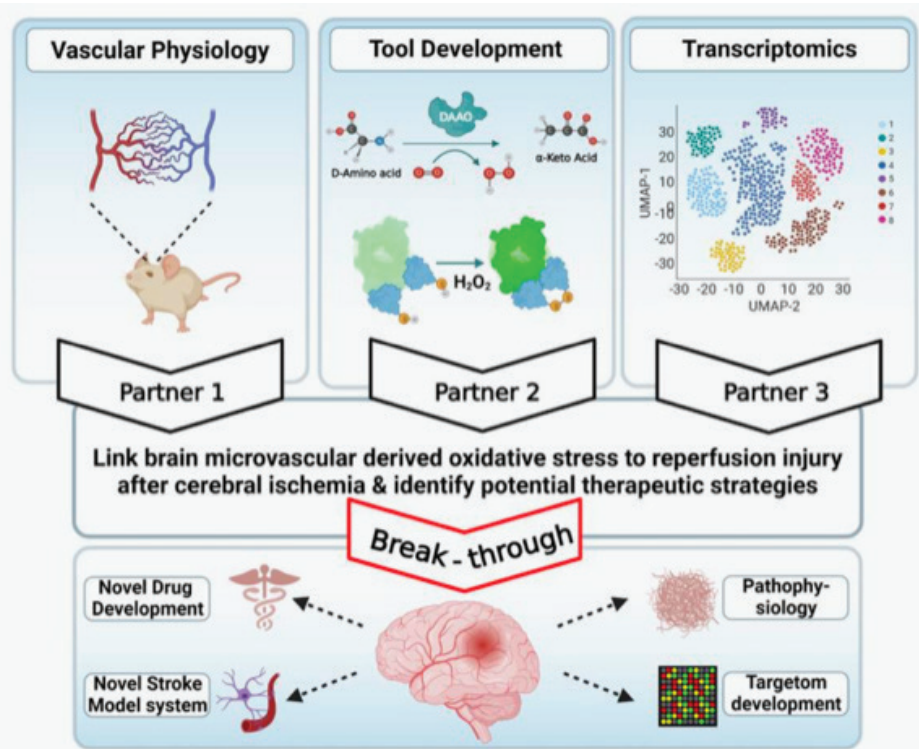 Vascular Physiology
Tool Development
Transcriptomics
DAAO
D-Amino acid
α-Keto Acid
H₂O₂
UMAP-1
30
20
10
0
-10
-20
-30
-30 -20 -10 0 10 20 30
UMAP-2
1
2
3
4
5
6
7
8
Partner 1
Partner 2
Partner 3
Link brain microvascular derived oxidative stress to reperfusion injury
after cerebral ischemia & identify potential therapeutic strategies
Break-through
Novel Drug
Development
Pathophy-
siology
Novel Stroke
Model system
Targetom
development